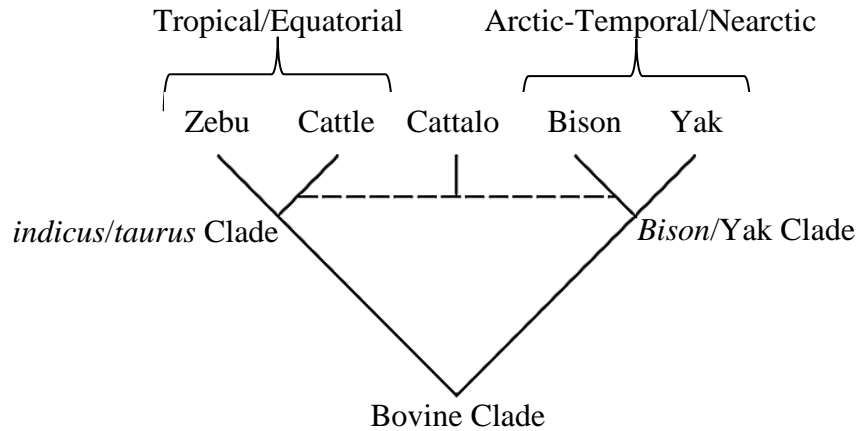 Tropical/Equatorial Arctic-Temporal/Nearctic
Zebu Cattle Cattalo Bison Yak
indicus/taurus Clade Bison/Yak Clade
Bovine Clade